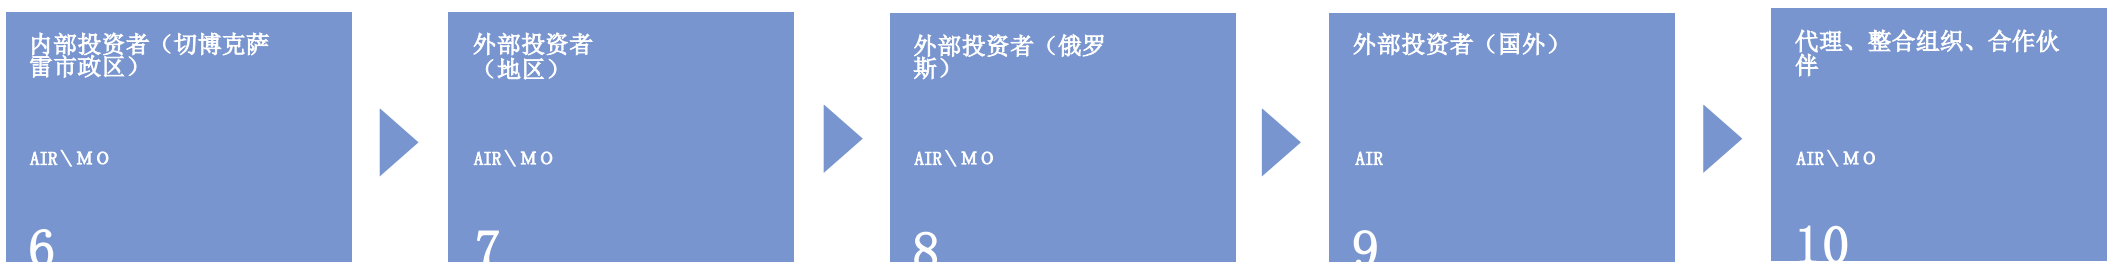 内部投资者（切博克萨
雷市政区）
AIR\MO
6
外部投资者
（地区）
AIR\MO
7
外部投资者（俄罗
斯）
AIR\MO
8
外部投资者（国外）
AIR
9
代理、整合组织、合作伙
伴
AIR\MO
10